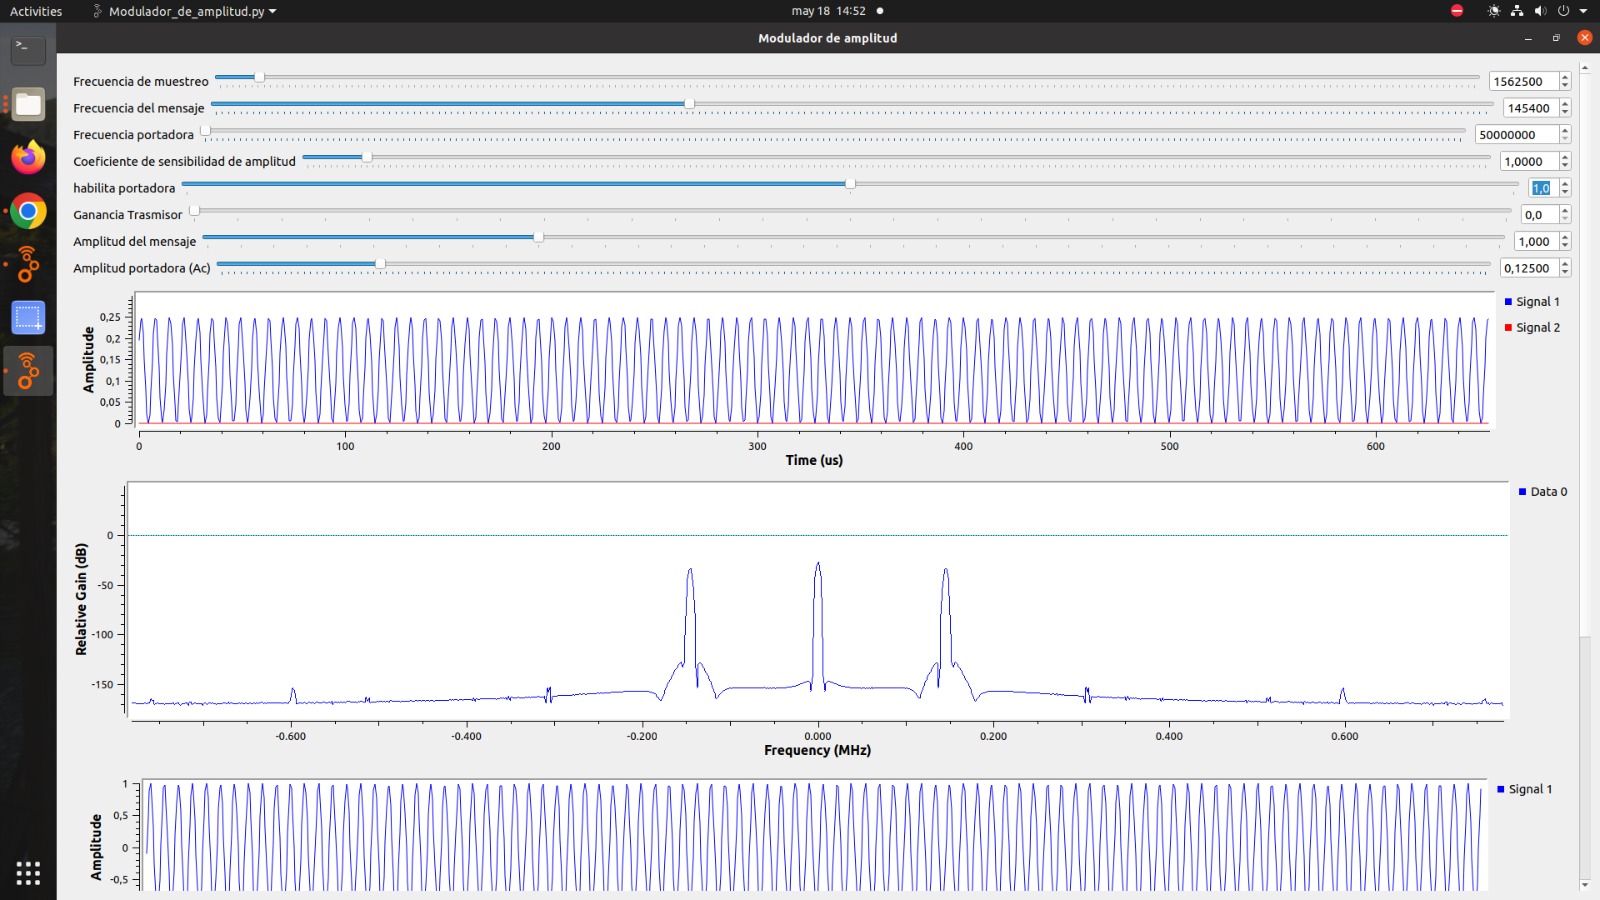 Activities Modulador_de_amplitud.py may 18 14:52
Modulador de amplitud
Frecuencia de muestreo 1562500
Frecuencia del mensaje 145400
Frecuencia portadora 50000000
Coeficiente de sensibilidad de amplitud 1,0000
habilita portadora 1,0
Ganancia Trasmisor 0,0
Amplitud del mensaje 1,000
Amplitud portadora (Ac) 0,12500
Amplitude
0,25
0,2
0,15
0,1
0,05
0
Signal 1
Signal 2
0 100 200 300 400 500 600
Time (us)
Relative Gain (dB)
0
-50
-100
-150
Data 0
-0.600 -0.400 -0.200 0.000 0.200 0.400 0.600
Frequency (MHz)
Amplitude
1
0,5
0
-0,5
Signal 1